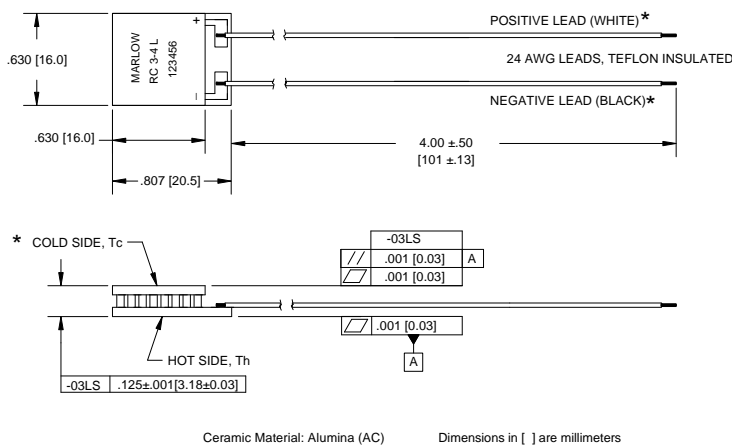 POSITIVE LEAD (WHITE)*
+
.630 [16.0]
MARLOW
RC 3-4 L
123456
24 AWG LEADS, TEFLON INSULATED
–
NEGATIVE LEAD (BLACK)*
.630 [16.0]
4.00 ±.50
[101 ±.13]
.807 [20.5]
* COLD SIDE, Tc
-03LS
// .001 [0.03] A
.001 [0.03]
.001 [0.03]
A
HOT SIDE, Th
-03LS .125±.001[3.18±0.03]
Ceramic Material: Alumina (AC) Dimensions in [ ] are millimeters